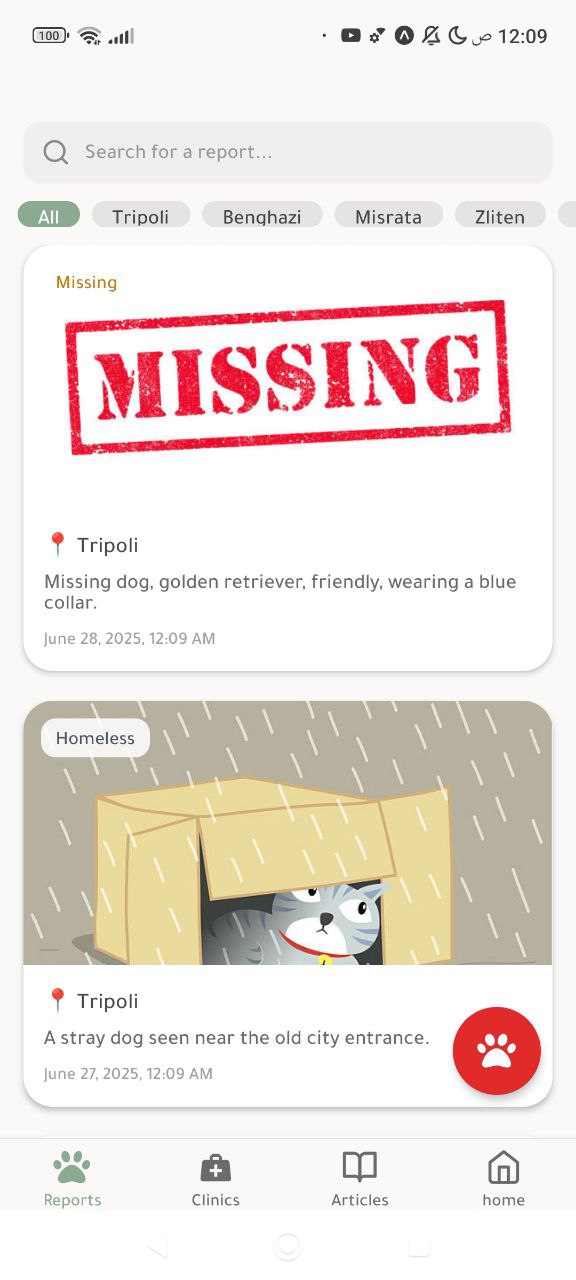 100 ص 12:09
Search for a report...
All Tripoli Benghazi Misrata Zliten
Missing
MISSING
Tripoli
Missing dog, golden retriever, friendly, wearing a blue
collar.
June 28, 2025, 12:09 AM
Homeless
Tripoli
A stray dog seen near the old city entrance.
June 27, 2025, 12:09 AM
Reports Clinics Articles home